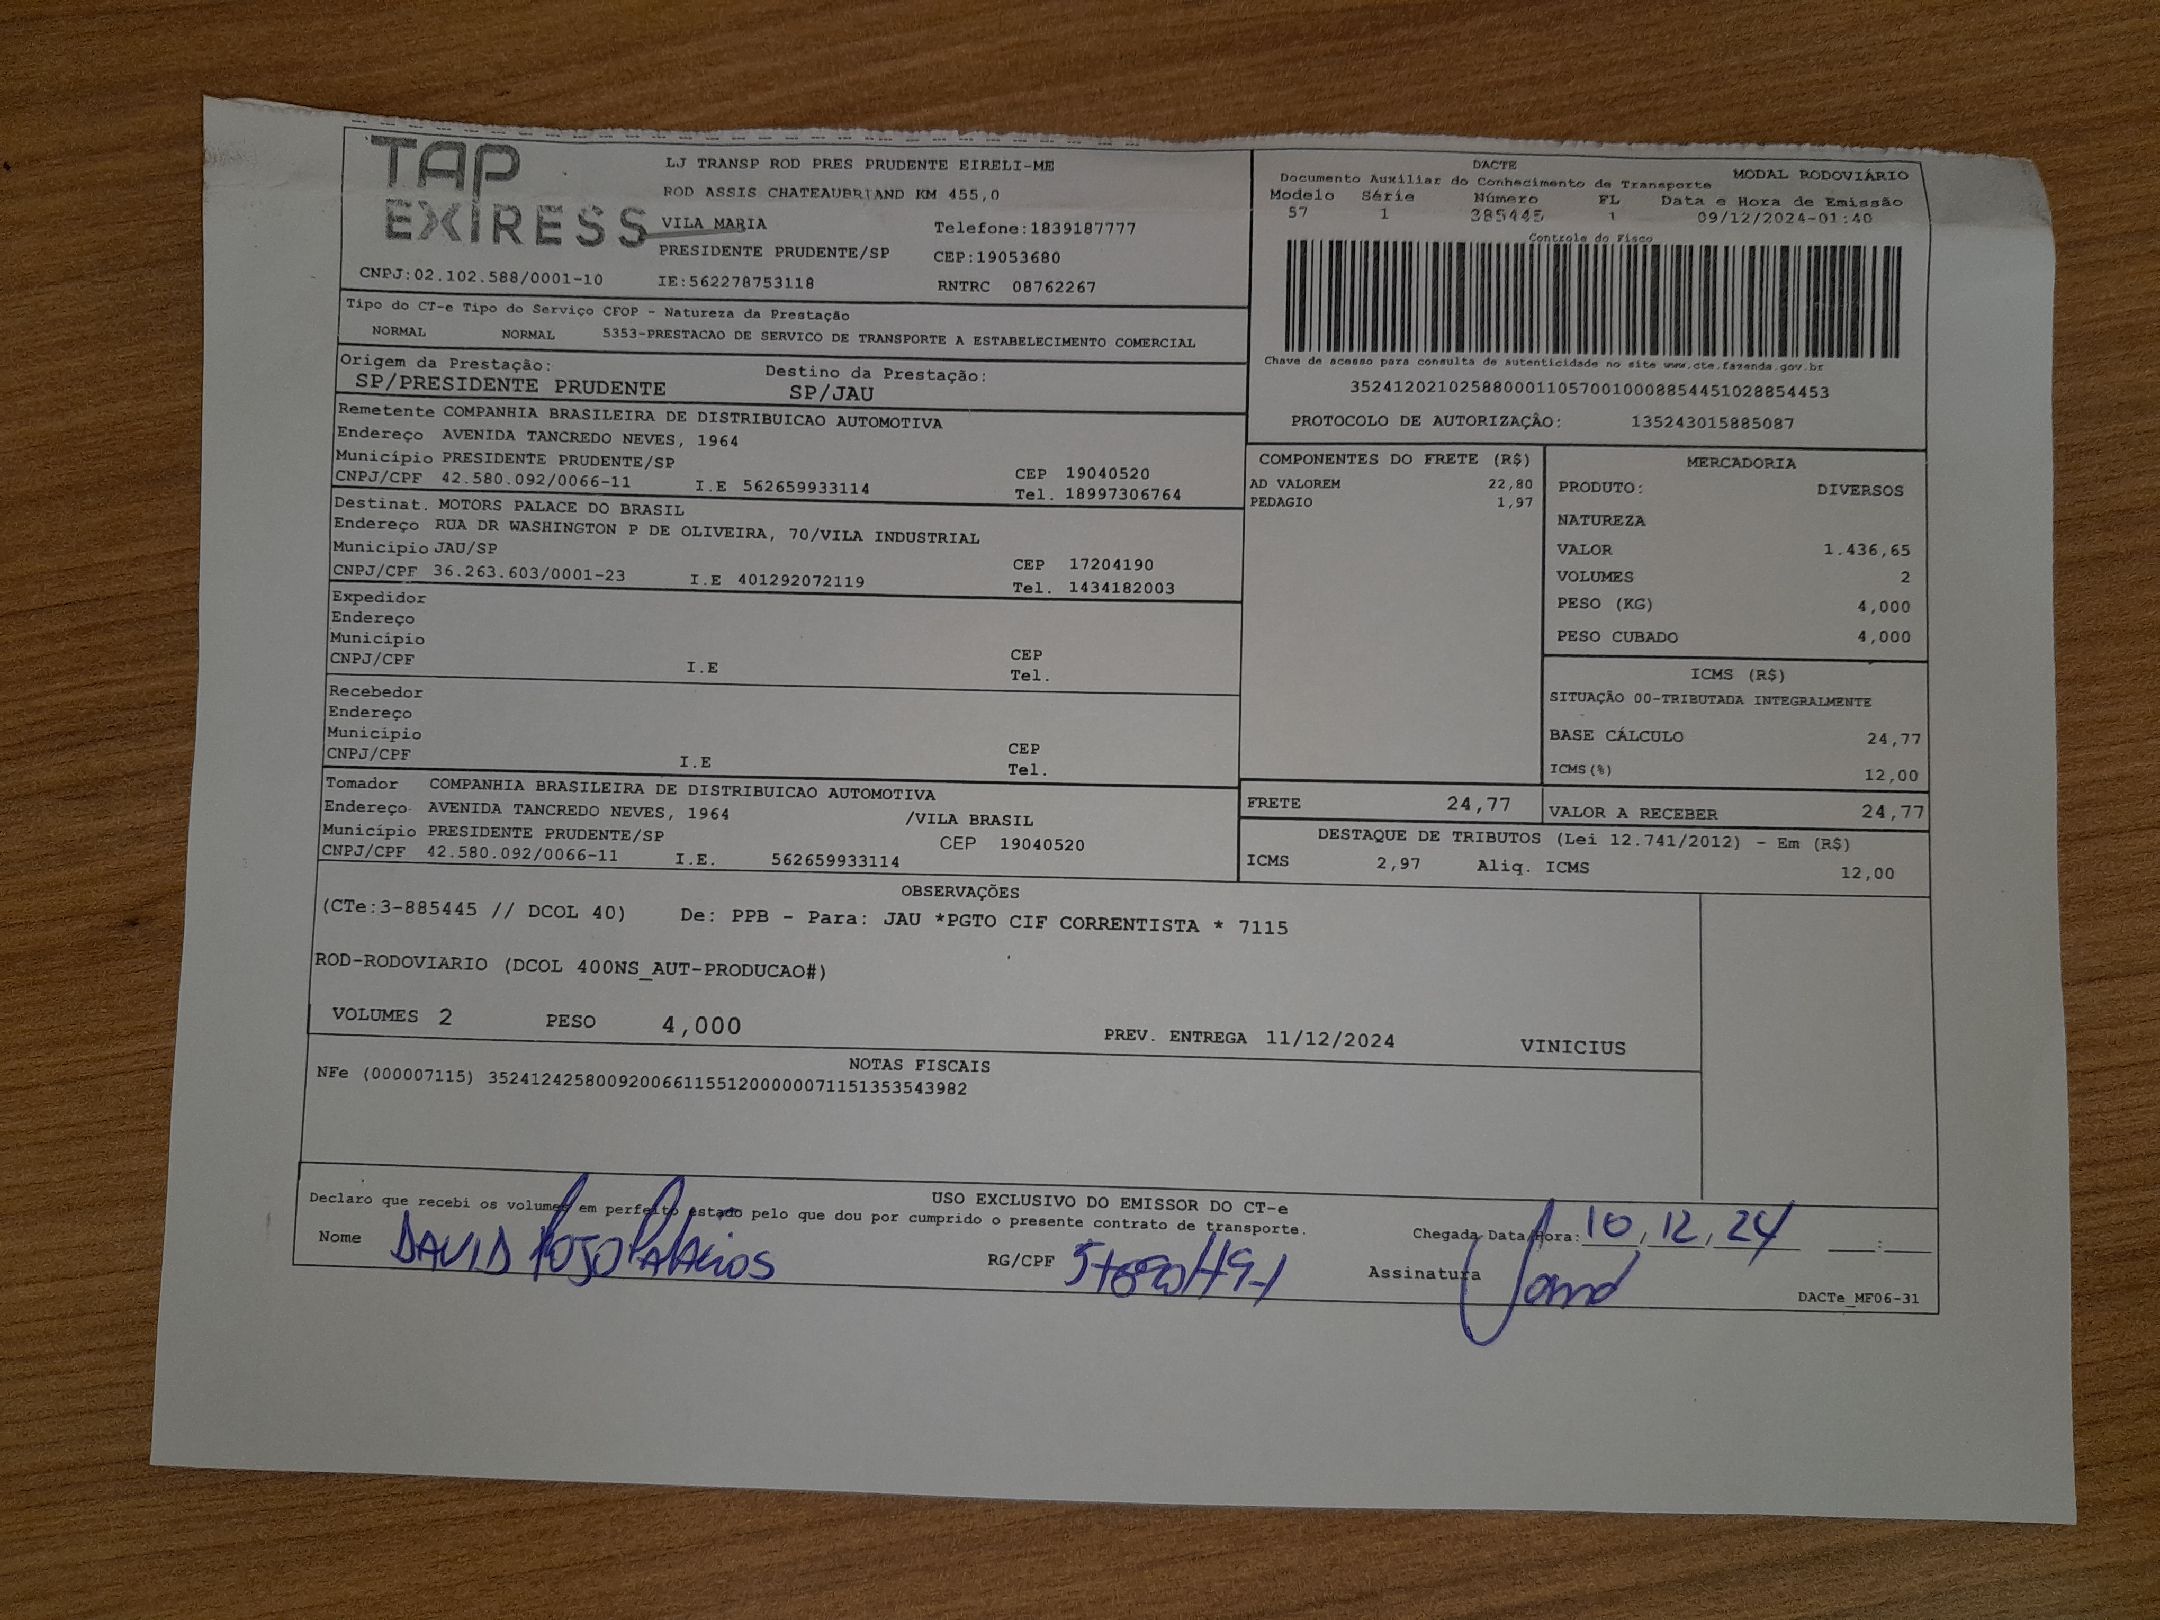 TAP
EXPRESS
LJ TRANSP ROD PRES PRUDENTE EIRELI-ME
ROD ASSIS CHATEAUBRIAND KM 455,0
VILA MARIA Telefone:1839187777
PRESIDENTE PRUDENTE/SP CEP:19053680
CNPJ:02.102.588/0001-10 IE:562278753118 RNTRC 08762267
DACTE MODAL RODOVIÁRIO
Documento Auxiliar do Conhecimento de Transporte
Modelo Série Número FL Data e Hora de Emissão
57 1 385445 1 09/12/2024-01:40
Controle do Fisco
Chave de acesso para consulta de autenticidade no site www.cte.fazenda.gov.br
35241202102588000110570010008854451028854453
PROTOCOLO DE AUTORIZAÇÃO: 135243015885087
Tipo do CT-e Tipo do Serviço CFOP - Natureza da Prestação
NORMAL NORMAL 5353-PRESTACAO DE SERVICO DE TRANSPORTE A ESTABELECIMENTO COMERCIAL
Origem da Prestação: Destino da Prestação:
SP/PRESIDENTE PRUDENTE SP/JAU
Remetente COMPANHIA BRASILEIRA DE DISTRIBUICAO AUTOMOTIVA
Endereço AVENIDA TANCREDO NEVES, 1964
Município PRESIDENTE PRUDENTE/SP CEP 19040520
CNPJ/CPF 42.580.092/0066-11 I.E 562659933114 Tel. 18997306764
Destinat. MOTORS PALACE DO BRASIL
Endereço RUA DR WASHINGTON P DE OLIVEIRA, 70/VILA INDUSTRIAL
Município JAU/SP CEP 17204190
CNPJ/CPF 36.263.603/0001-23 I.E 401292072119 Tel. 1434182003
Expedidor
Endereço
Município CEP
CNPJ/CPF I.E Tel.
Recebedor
Endereço
Município CEP
CNPJ/CPF I.E Tel.
Tomador COMPANHIA BRASILEIRA DE DISTRIBUICAO AUTOMOTIVA
Endereço AVENIDA TANCREDO NEVES, 1964 /VILA BRASIL
Município PRESIDENTE PRUDENTE/SP CEP 19040520
CNPJ/CPF 42.580.092/0066-11 I.E. 562659933114
COMPONENTES DO FRETE (R$)
AD VALOREM 22,80
PEDAGIO 1,97
MERCADORIA
PRODUTO: DIVERSOS
NATUREZA
VALOR 1.436,65
VOLUMES 2
PESO (KG) 4,000
PESO CUBADO 4,000
ICMS (R$)
SITUAÇÃO 00-TRIBUTADA INTEGRALMENTE
BASE CÁLCULO 24,77
ICMS(%) 12,00
FRETE 24,77 VALOR A RECEBER 24,77
DESTAQUE DE TRIBUTOS (Lei 12.741/2012) - Em (R$)
ICMS 2,97 Aliq. ICMS 12,00
OBSERVAÇÕES
(CTe:3-885445 // DCOL 40) De: PPB - Para: JAU *PGTO CIF CORRENTISTA * 7115
ROD-RODOVIARIO (DCOL 400NS_AUT-PRODUCAO#)
VOLUMES 2 PESO 4,000 PREV. ENTREGA 11/12/2024 VINICIUS
NOTAS FISCAIS
NFe (000007115) 35241242580092006611551200000071151353543982
USO EXCLUSIVO DO EMISSOR DO CT-e
Declaro que recebi os volumes em perfeito estado pelo que dou por cumprido o presente contrato de transporte.
Nome DAVID Rojo Palacios RG/CPF Chegada Data/Hora: 10,12,24 __:__
Assinatura
DACTe_MF06-31